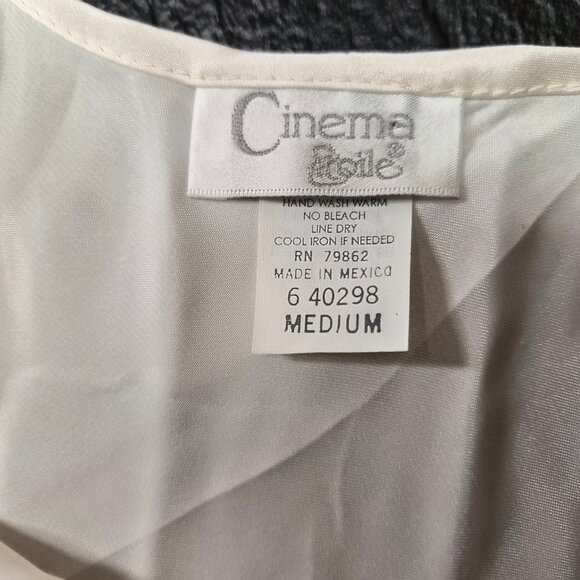 Cinema
Etoile®
HAND WASH WARM
NO BLEACH
LINE DRY
COOL IRON IF NEEDED
RN 79862
MADE IN MEXICO
6 40298
MEDIUM